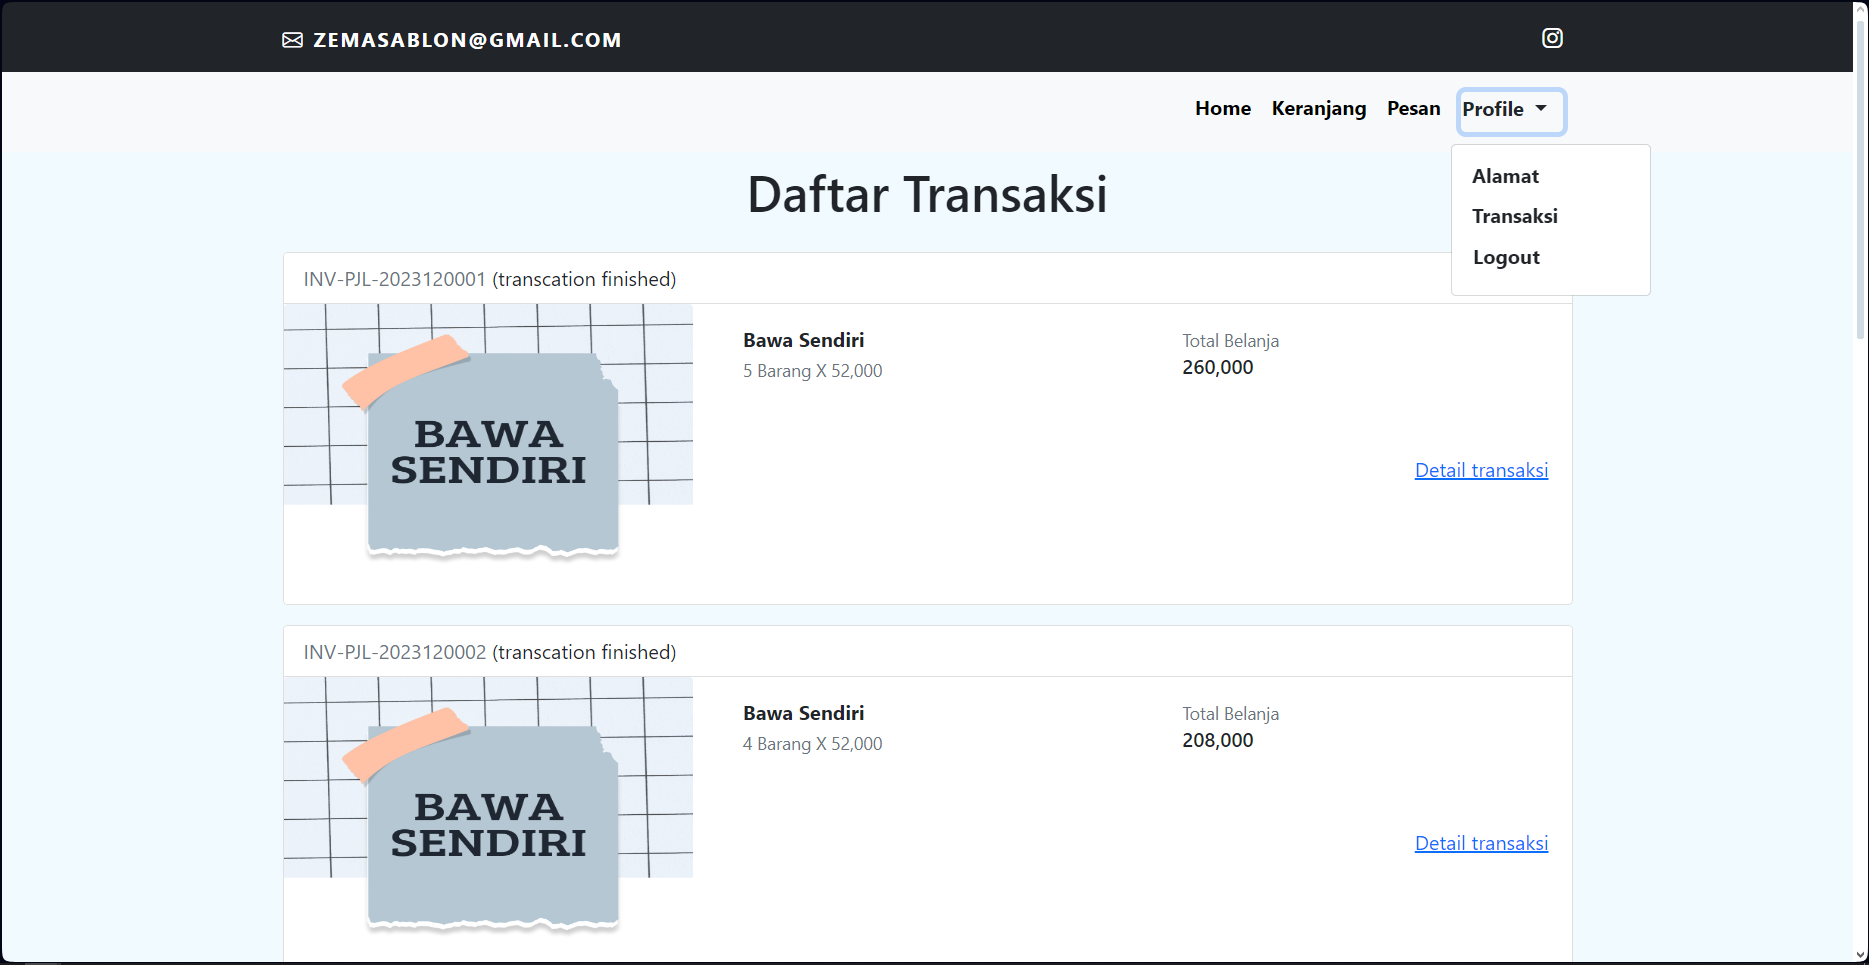 ZEMASABLON@GMAIL.COM
Home Keranjang Pesan Profile
Alamat
Transaksi
Logout
Daftar Transaksi
INV-PJL-2023120001 (transcation finished)
BAWA
SENDIRI
Bawa Sendiri
5 Barang X 52,000
Total Belanja
260,000
Detail transaksi
INV-PJL-2023120002 (transcation finished)
BAWA
SENDIRI
Bawa Sendiri
4 Barang X 52,000
Total Belanja
208,000
Detail transaksi